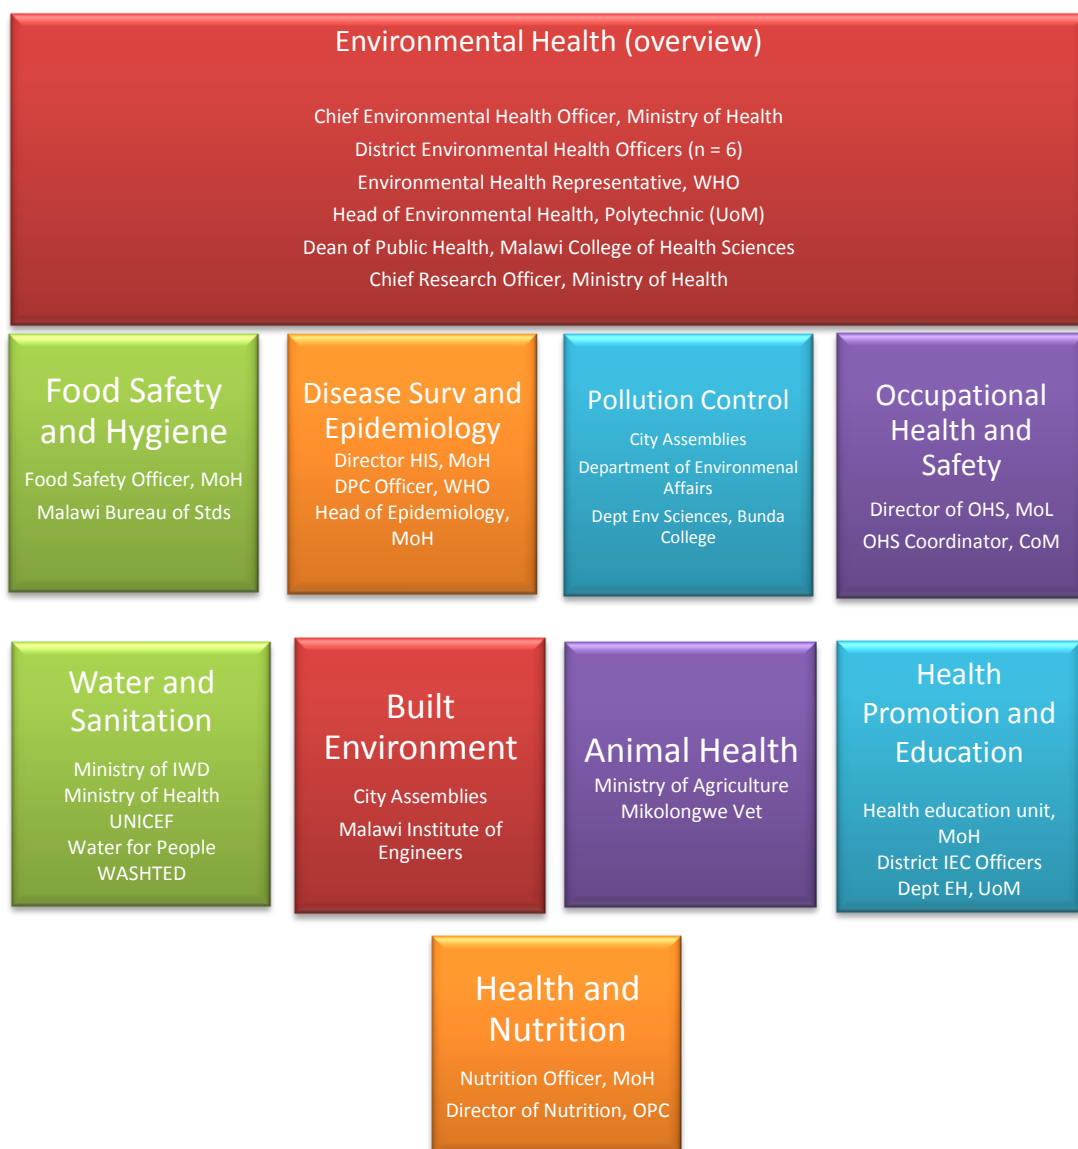 Environmental Health (overview)
Chief Environmental Health Officer, Ministry of Health
District Environmental Health Officers (n = 6)
Environmental Health Representative, WHO
Head of Environmental Health, Polytechnic (UoM)
Dean of Public Health, Malawi College of Health Sciences
Chief Research Officer, Ministry of Health
Food Safety
and Hygiene
Food Safety Officer, MoH
Malawi Bureau of Stds
Disease Surv and
Epidemiology
Director HIS, MoH
DPC Officer, WHO
Head of Epidemiology,
MoH
Pollution Control
City Assemblies
Department of Environmenal
Affairs
Dept Env Sciences, Bunda
College
Occupational
Health and
Safety
Director of OHS, MoL
OHS Coordinator, CoM
Water and
Sanitation
Ministry of IWD
Ministry of Health
UNICEF
Water for People
WASHTED
Built
Environment
City Assemblies
Malawi Institute of
Engineers
Animal Health
Ministry of Agriculture
Mikolongwe Vet
Health
Promotion and
Education
Health education unit,
MoH
District IEC Officers
Dept EH, UoM
Health and
Nutrition
Nutrition Officer, MoH
Director of Nutrition, OPC